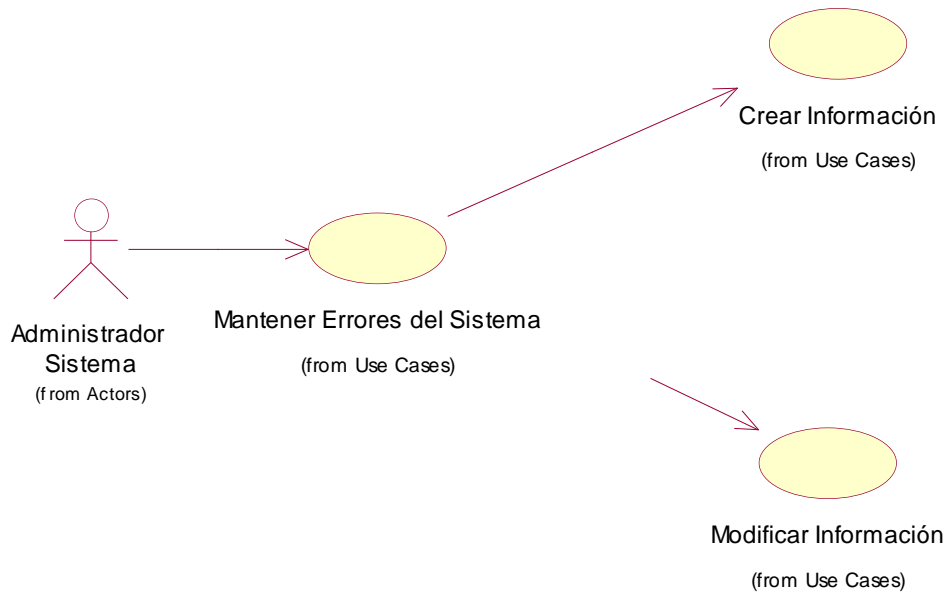 Crear Información
(from Use Cases)
Mantener Errores del Sistema
(from Use Cases)
Administrador
Sistema
(from Actors)
Modificar Información
(from Use Cases)